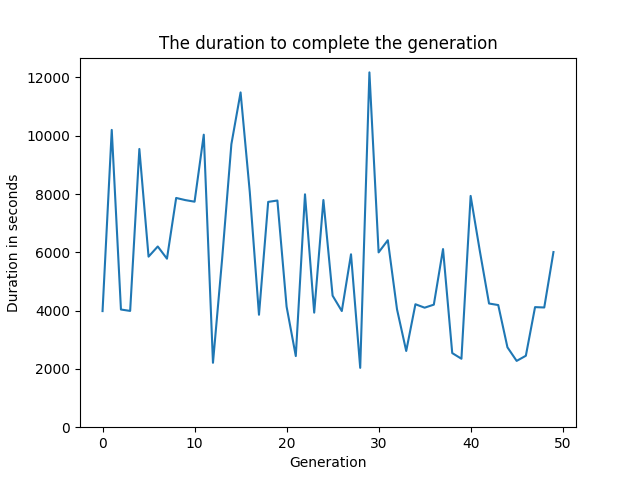 The duration to complete the generation
12000
10000
8000
6000
4000
2000
0
Duration in seconds
0 10 20 30 40 50
Generation